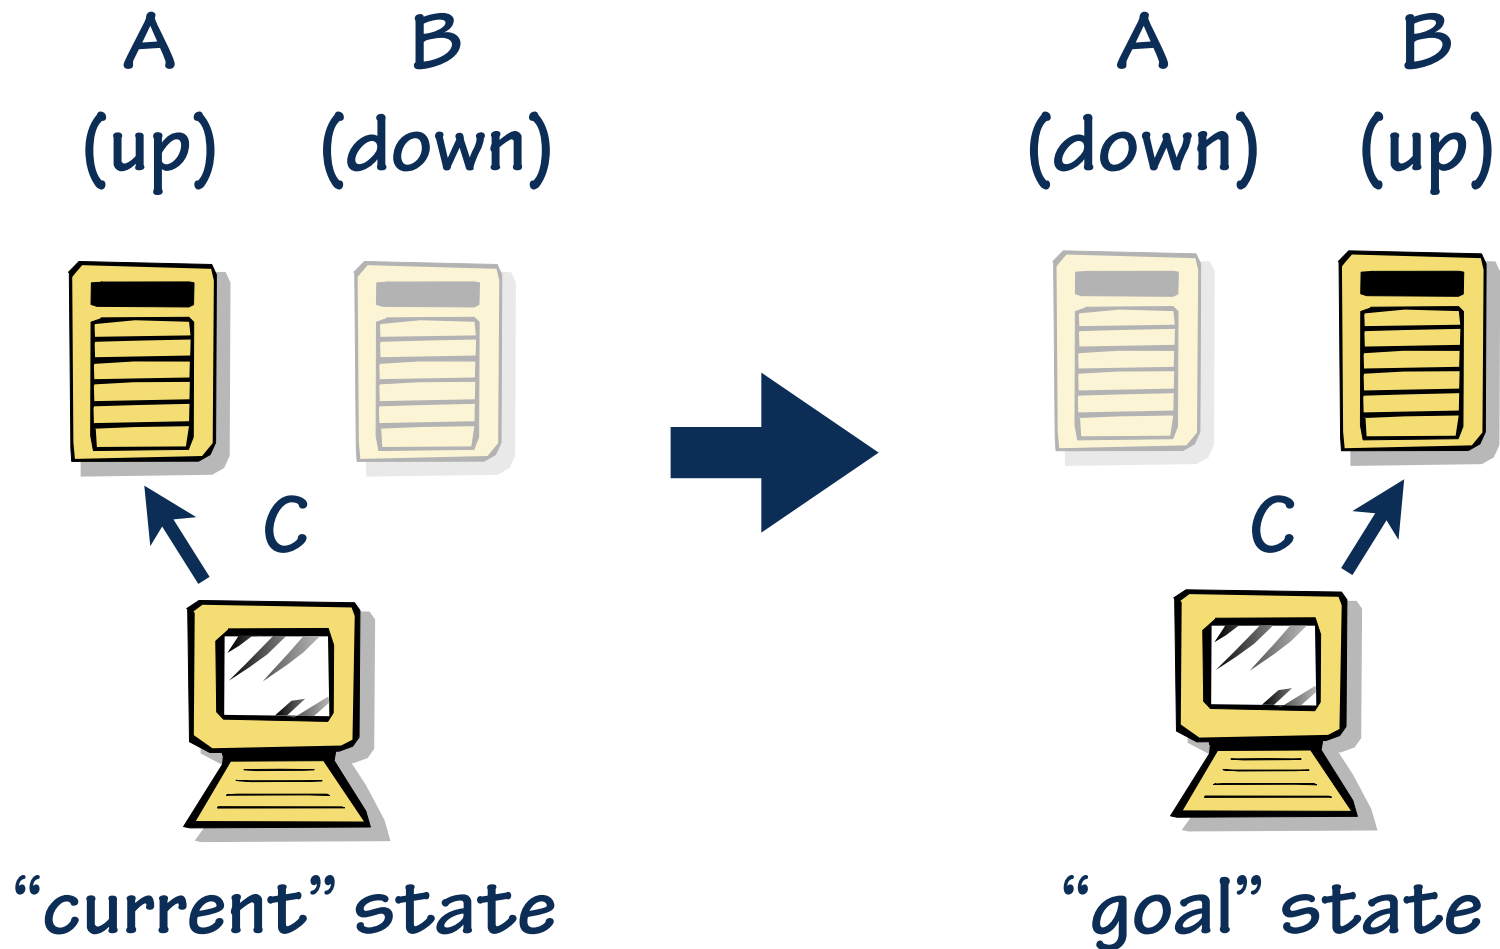 A B
(up) (down)
C
“current” state
A B
(down) (up)
C
“goal” state